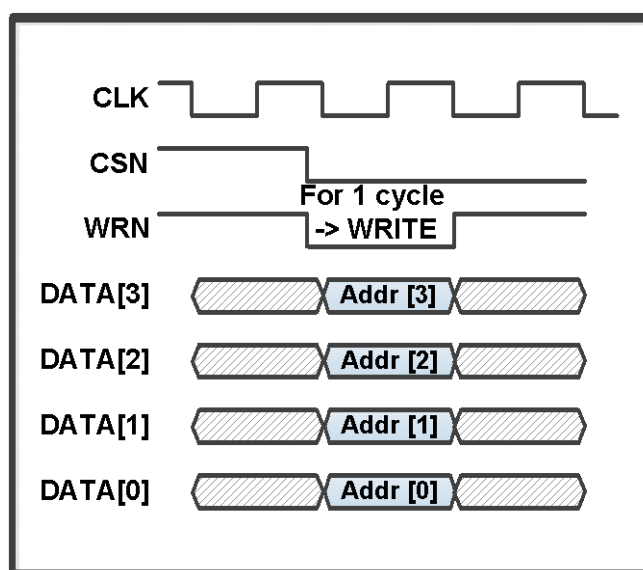 CLK
CSN
For 1 cycle
WRN
-> WRITE
DATA[3]
Addr [3]
DATA[2]
Addr [2]
DATA[1]
Addr [1]
DATA[0]
Addr [0]